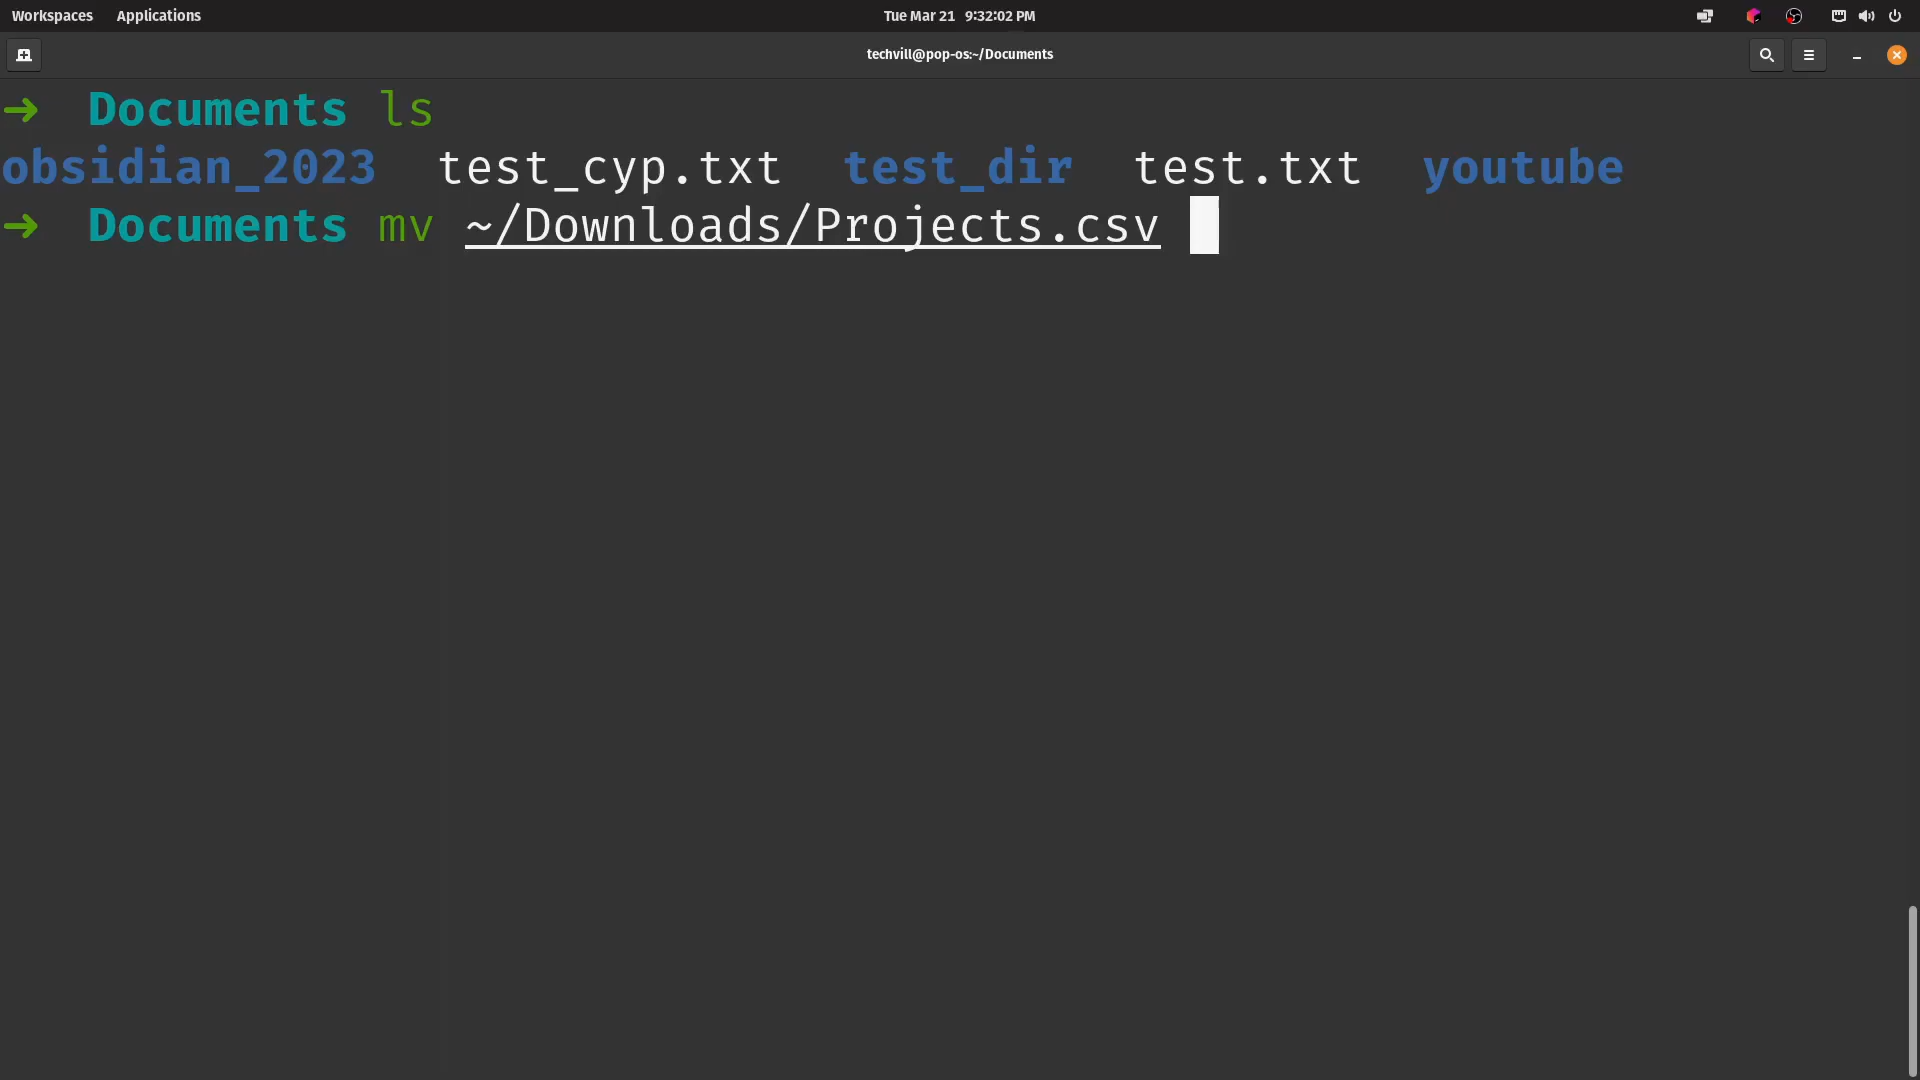 Workspaces Applications Tue Mar 21 9:32:02 PM
techvill@pop-os:~/Documents
➜ Documents ls
obsidian_2023 test_cyp.txt test_dir test.txt youtube
➜ Documents mv ~/Downloads/Projects.csv